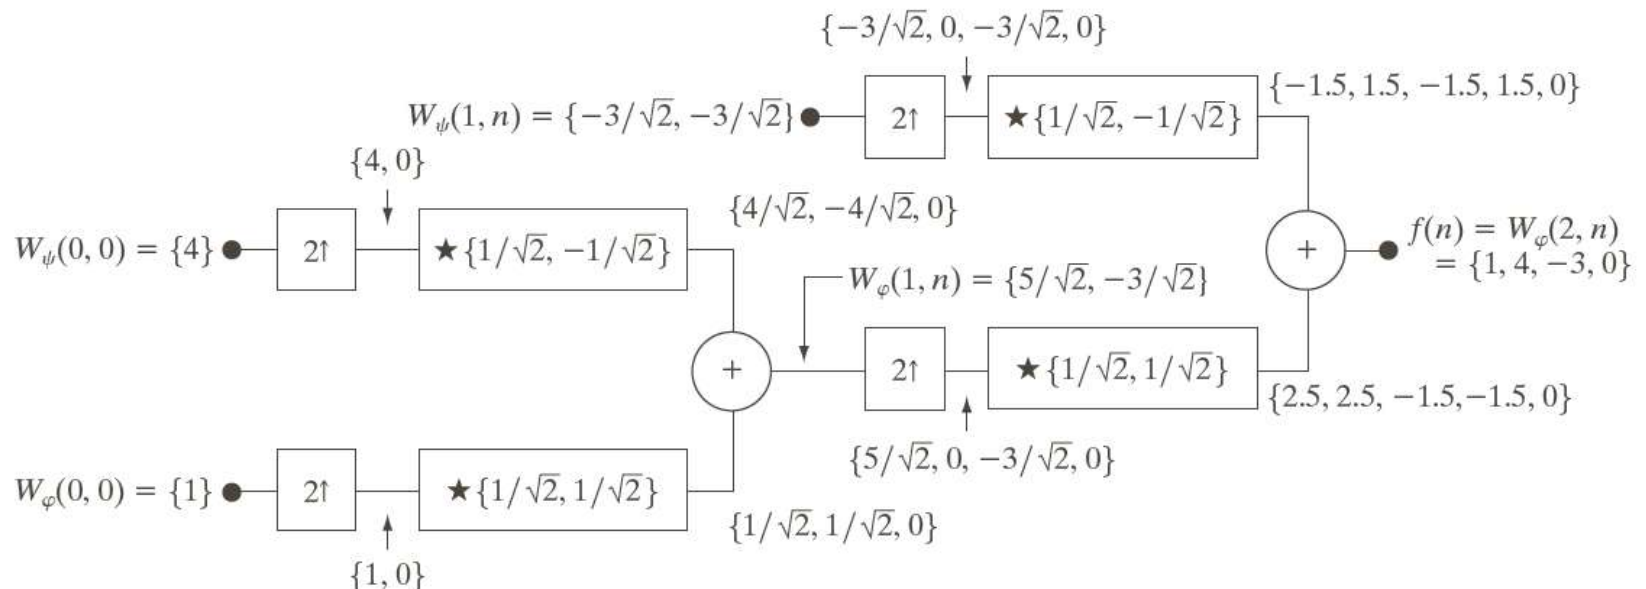 {−3/√2, 0, −3/√2, 0}
W_ψ(1, n) = {−3/√2, −3/√2}
2↑
★{1/√2, −1/√2}
{−1.5, 1.5, −1.5, 1.5, 0}
{4, 0}
W_ψ(0, 0) = {4}
2↑
★{1/√2, −1/√2}
{4/√2, −4/√2, 0}
+
f(n) = W_φ(2, n)
= {1, 4, −3, 0}
W_φ(1, n) = {5/√2, −3/√2}
+
2↑
★{1/√2, 1/√2}
{2.5, 2.5, −1.5, −1.5, 0}
{5/√2, 0, −3/√2, 0}
W_φ(0, 0) = {1}
2↑
★{1/√2, 1/√2}
{1/√2, 1/√2, 0}
{1, 0}